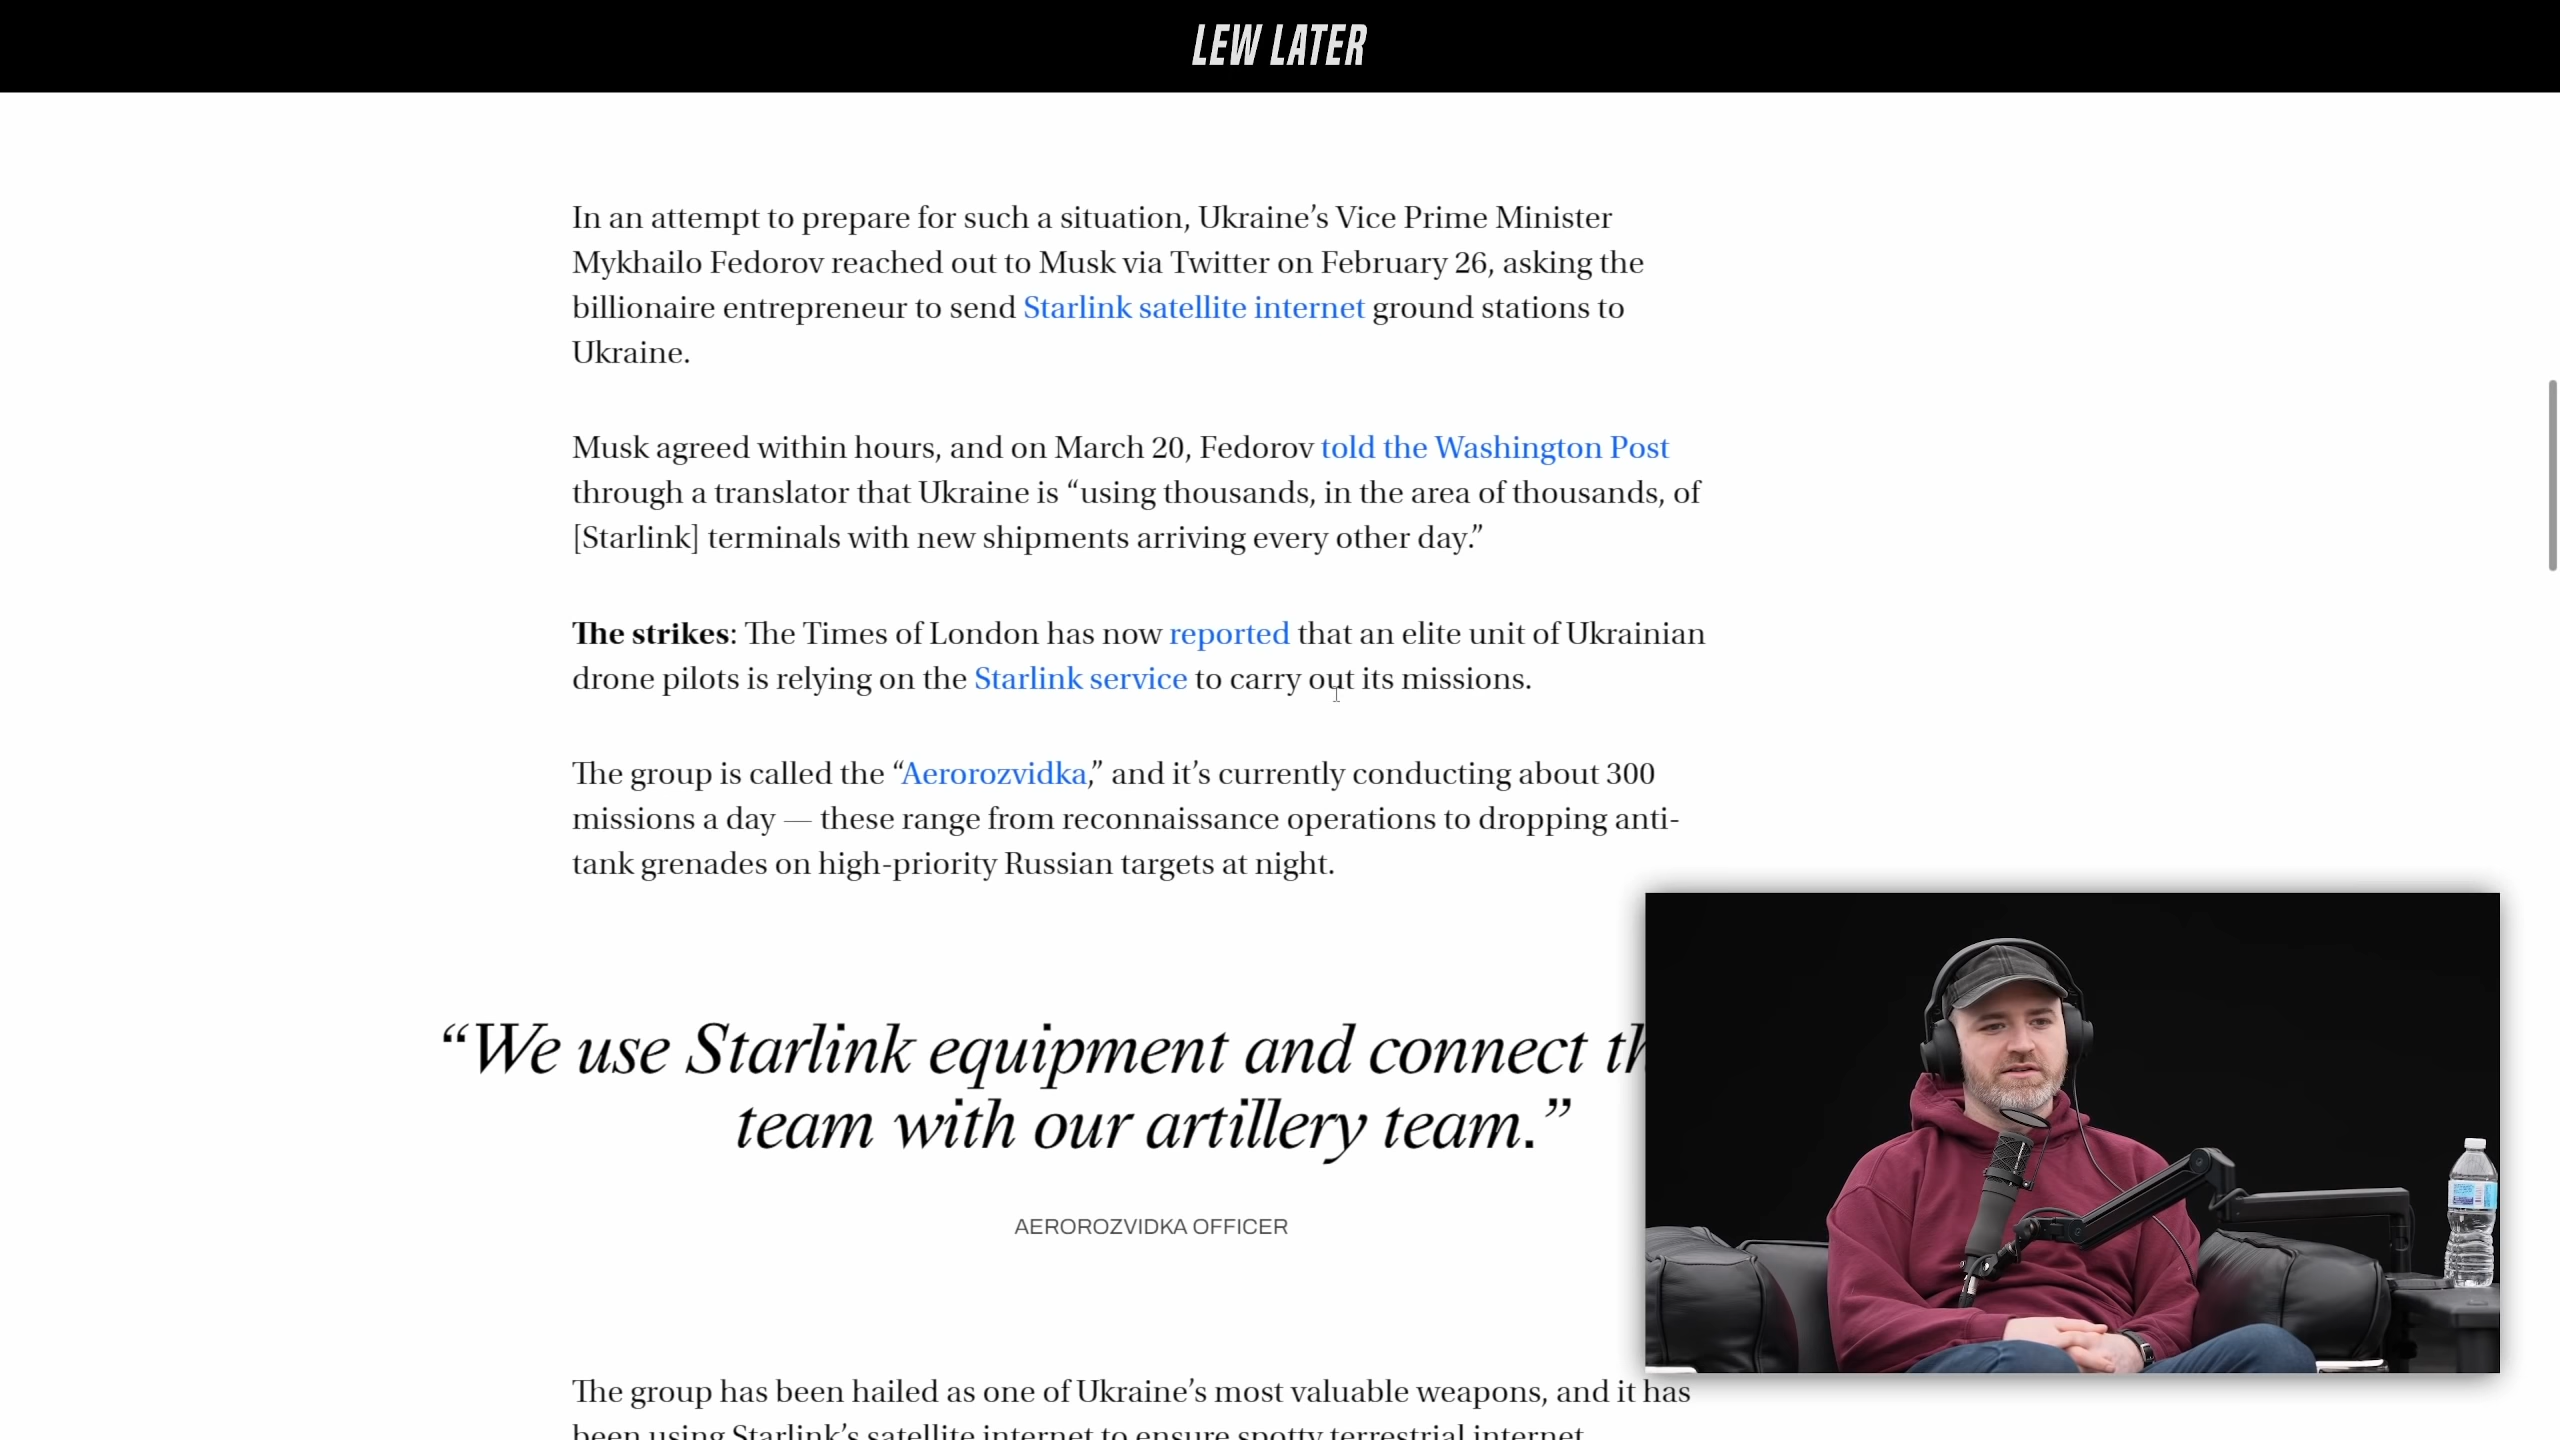 LEW LATER
In an attempt to prepare for such a situation, Ukraine’s Vice Prime Minister
Mykhailo Fedorov reached out to Musk via Twitter on February 26, asking the
billionaire entrepreneur to send Starlink satellite internet ground stations to
Ukraine.
Musk agreed within hours, and on March 20, Fedorov told the Washington Post
through a translator that Ukraine is “using thousands, in the area of thousands, of
[Starlink] terminals with new shipments arriving every other day.”
The strikes: The Times of London has now reported that an elite unit of Ukrainian
drone pilots is relying on the Starlink service to carry out its missions.
The group is called the “Aerorozvidka,” and it’s currently conducting about 300
missions a day — these range from reconnaissance operations to dropping anti-
tank grenades on high-priority Russian targets at night.
“We use Starlink equipment and connect
team with our artillery team.”
AEROROZVIDKA OFFICER
The group has been hailed as one of Ukraine’s most valuable weapons, and it has
been using Starlink’s satellite internet to ensure spotty terrestrial internet